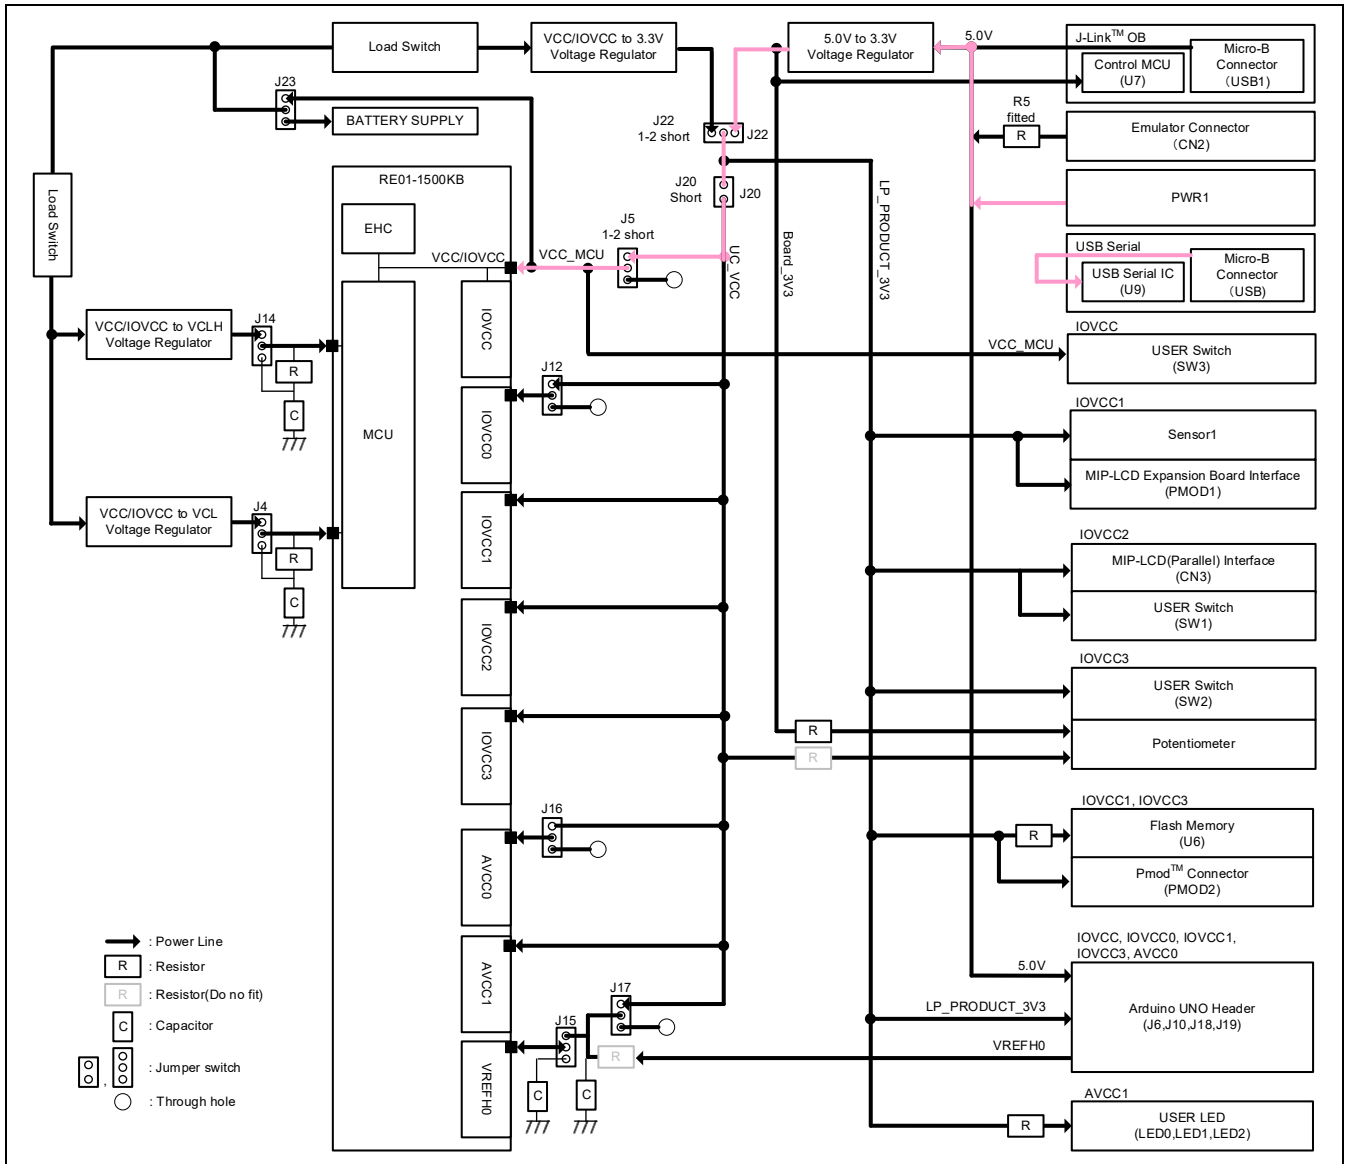 Load Switch
VCC/IOVCC to 3.3V
Voltage Regulator
5.0V to 3.3V
Voltage Regulator
5.0V
J-Link™ OB
Control MCU
(U7)
Micro-B
Connector
(USB1)
J23
BATTERY SUPPLY
J22
1-2 short
J22
R5
fitted
R
Emulator Connector
(CN2)
RE01-1500KB
J20
Short
J20
PWR1
Load Switch
EHC
VCC/IOVCC
VCC_MCU
J5
1-2 short
UC_VCC
Board_3V3
LP_PRODUCT_3V3
USB Serial
USB Serial IC
(U9)
Micro-B
Connector
(USB)
VCC/IOVCC to VCLH
Voltage Regulator
J14
R
C
IOVCC
VCC_MCU
IOVCC
USER Switch
(SW3)
J12
MCU
IOVCC0
IOVCC1
Sensor1
MIP-LCD Expansion Board Interface
(PMOD1)
VCC/IOVCC to VCL
Voltage Regulator
J4
R
C
IOVCC1
IOVCC2
MIP-LCD(Parallel) Interface
(CN3)
USER Switch
(SW1)
IOVCC2
IOVCC3
USER Switch
(SW2)
R
Potentiometer
R
IOVCC3
J16
AVCC0
IOVCC1, IOVCC3
R
Flash Memory
(U6)
Pmod™ Connector
(PMOD2)
AVCC1
IOVCC, IOVCC0, IOVCC1,
IOVCC3, AVCC0
5.0V
LP_PRODUCT_3V3
VREFH0
Arduino UNO Header
(J6,J10,J18,J19)
J17
J15
R
C
C
VREFH0
AVCC1
R
USER LED
(LED0,LED1,LED2)
: Power Line
R
: Resistor
R
: Resistor(Do no fit)
C
: Capacitor
,
: Jumper switch
: Through hole